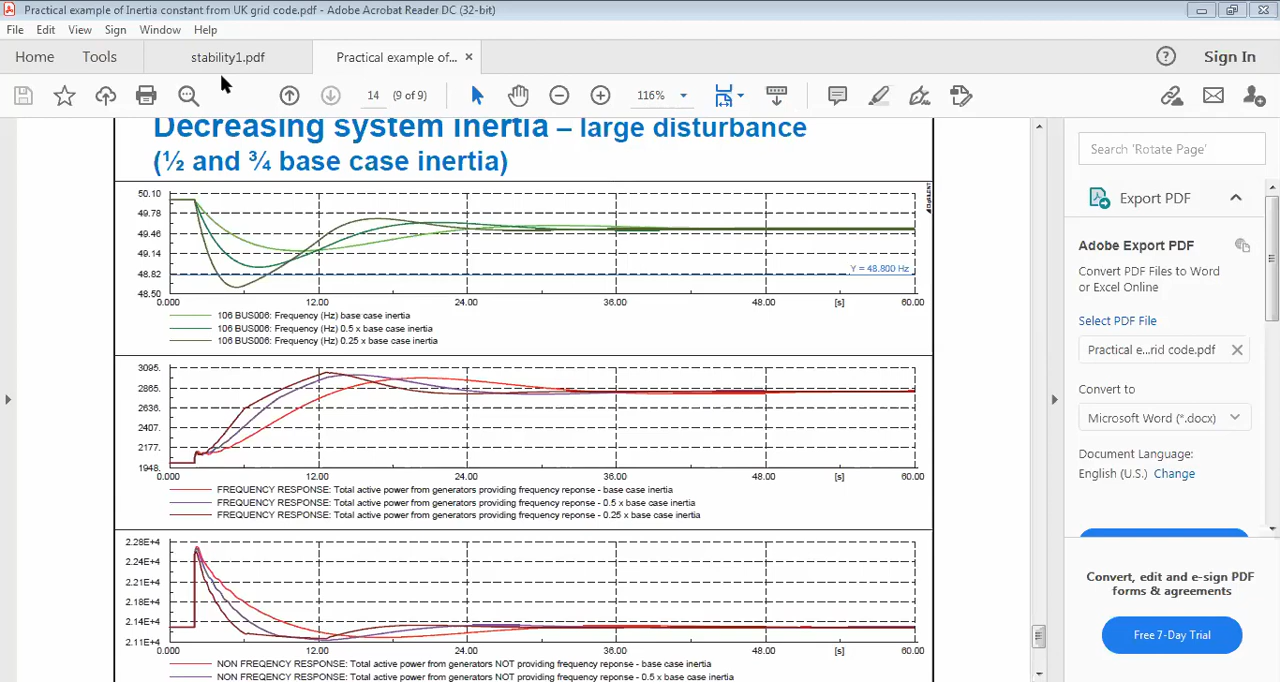 Practical example of Inertia constant from UK grid code.pdf - Adobe Acrobat Reader DC (32-bit)
File Edit View Sign Window Help
Home Tools stability1.pdf Practical example of... × Sign In
14 (9 of 9) 116%
Decreasing system inertia – large disturbance
(½ and ¾ base case inertia)
50.10
49.78
49.46
49.14
48.82
48.50
Y = 48.800 Hz
0.000 12.00 24.00 36.00 48.00 [s] 60.00
106 BUS006: Frequency (Hz) base case inertia
106 BUS006: Frequency (Hz) 0.5 x base case inertia
106 BUS006: Frequency (Hz) 0.25 x base case inertia
3095.
2865.
2636.
2407.
2177.
1948.
0.000 12.00 24.00 36.00 48.00 [s] 60.00
FREQUENCY RESPONSE: Total active power from generators providing frequency reponse - base case inertia
FREQUENCY RESPONSE: Total active power from generators providing frequency reponse - 0.5 x base case inertia
FREQUENCY RESPONSE: Total active power from generators providing frequency reponse - 0.25 x base case inertia
2.28E+4
2.24E+4
2.21E+4
2.18E+4
2.14E+4
2.11E+4
0.000 12.00 24.00 36.00 48.00 [s] 60.00
NON FREQENCY RESPONSE: Total active power from generators NOT providing frequency reponse - base case inertia
NON FREQENCY RESPONSE: Total active power from generators NOT providing frequency reponse - 0.5 x base case inertia
Search 'Rotate Page'
Export PDF
Adobe Export PDF
Convert PDF Files to Word
or Excel Online
Select PDF File
Practical e...rid code.pdf
Convert to
Microsoft Word (*.docx)
Document Language:
English (U.S.) Change
Convert, edit and e-sign PDF
forms & agreements
Free 7-Day Trial